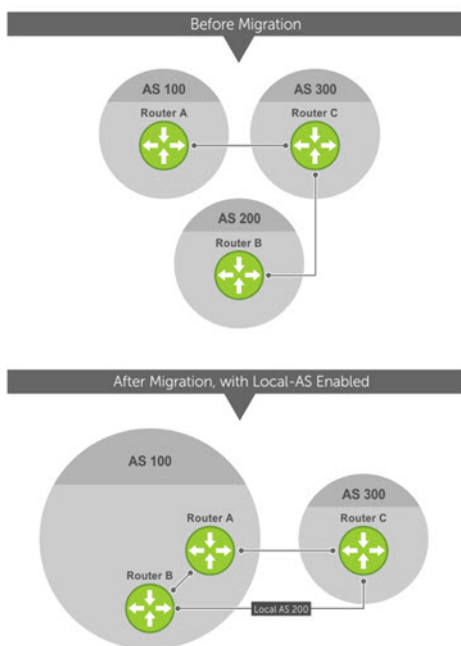 Before Migration
AS 100
AS 300
Router A
Router C
AS 200
Router B
After Migration, with Local-AS Enabled
AS 100
AS 300
Router A
Router C
Router B
Local AS 200